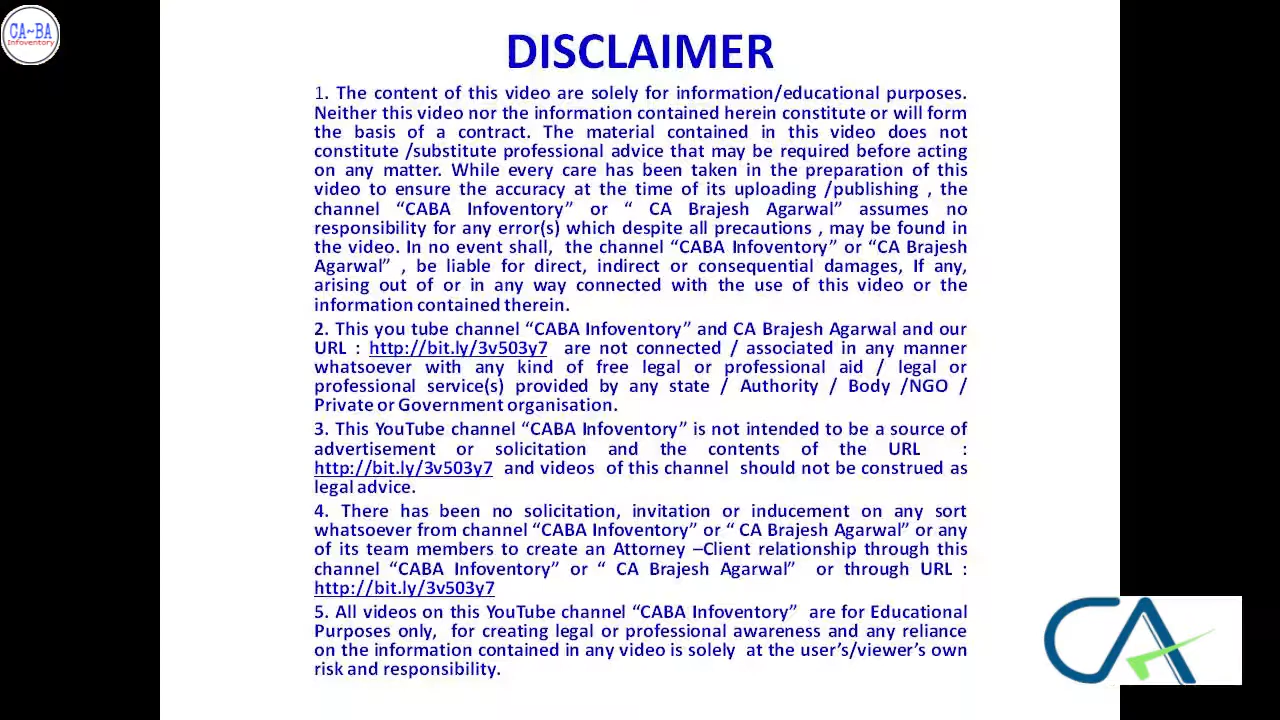 CA~BA
Infoventory
DISCLAIMER
1. The content of this video are solely for information/educational purposes.
Neither this video nor the information contained herein constitute or will form
the basis of a contract. The material contained in this video does not
constitute /substitute professional advice that may be required before acting
on any matter. While every care has been taken in the preparation of this
video to ensure the accuracy at the time of its uploading /publishing , the
channel “CABA Infoventory” or “ CA Brajesh Agarwal” assumes no
responsibility for any error(s) which despite all precautions , may be found in
the video. In no event shall, the channel “CABA Infoventory” or “CA Brajesh
Agarwal” , be liable for direct, indirect or consequential damages, If any,
arising out of or in any way connected with the use of this video or the
information contained therein.
2. This you tube channel “CABA Infoventory” and CA Brajesh Agarwal and our
URL : http://bit.ly/3v503y7 are not connected / associated in any manner
whatsoever with any kind of free legal or professional aid / legal or
professional service(s) provided by any state / Authority / Body /NGO /
Private or Government organisation.
3. This YouTube channel “CABA Infoventory” is not intended to be a source of
advertisement or solicitation and the contents of the URL :
http://bit.ly/3v503y7 and videos of this channel should not be construed as
legal advice.
4. There has been no solicitation, invitation or inducement on any sort
whatsoever from channel “CABA Infoventory” or “ CA Brajesh Agarwal” or any
of its team members to create an Attorney –Client relationship through this
channel “CABA Infoventory” or “ CA Brajesh Agarwal” or through URL :
http://bit.ly/3v503y7
5. All videos on this YouTube channel “CABA Infoventory” are for Educational
Purposes only, for creating legal or professional awareness and any reliance
on the information contained in any video is solely at the user’s/viewer’s own
risk and responsibility.
CA